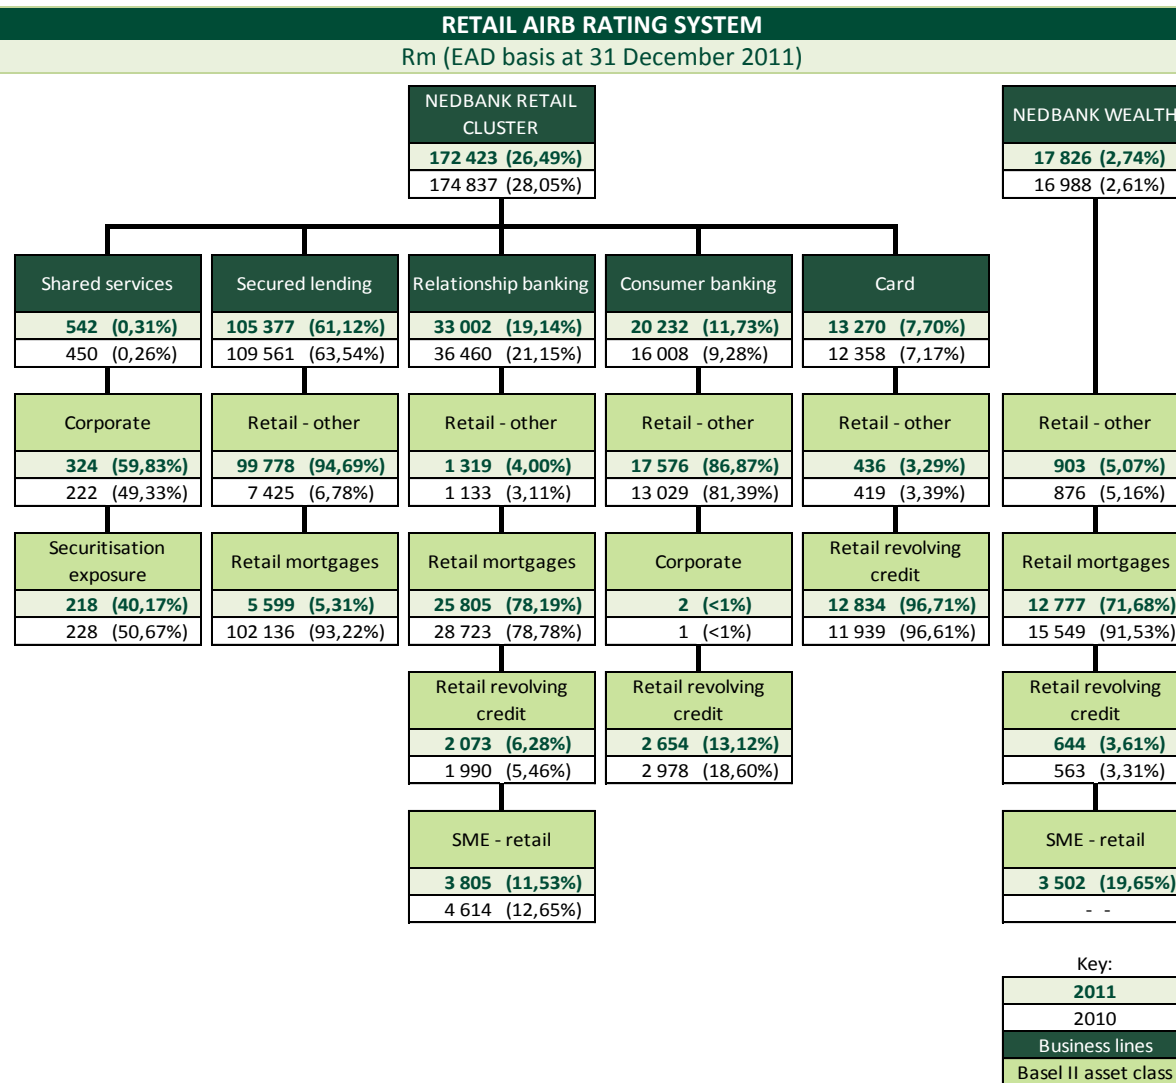 RETAIL AIRB RATING SYSTEM
Rm (EAD basis at 31 December 2011)
NEDBANK RETAIL
CLUSTER
172 423 (26,49%)
174 837 (28,05%)
NEDBANK WEALTH
17 826 (2,74%)
16 988 (2,61%)
Shared services
542 (0,31%)
450 (0,26%)
Secured lending
105 377 (61,12%)
109 561 (63,54%)
Relationship banking
33 002 (19,14%)
36 460 (21,15%)
Consumer banking
20 232 (11,73%)
16 008 (9,28%)
Card
13 270 (7,70%)
12 358 (7,17%)
Corporate
324 (59,83%)
222 (49,33%)
Retail - other
99 778 (94,69%)
7 425 (6,78%)
Retail - other
1 319 (4,00%)
1 133 (3,11%)
Retail - other
17 576 (86,87%)
13 029 (81,39%)
Retail - other
436 (3,29%)
419 (3,39%)
Retail - other
903 (5,07%)
876 (5,16%)
Securitisation
exposure
218 (40,17%)
228 (50,67%)
Retail mortgages
5 599 (5,31%)
102 136 (93,22%)
Retail mortgages
25 805 (78,19%)
28 723 (78,78%)
Corporate
2 (<1%)
1 (<1%)
Retail revolving
credit
12 834 (96,71%)
11 939 (96,61%)
Retail mortgages
12 777 (71,68%)
15 549 (91,53%)
Retail revolving
credit
2 073 (6,28%)
1 990 (5,46%)
Retail revolving
credit
2 654 (13,12%)
2 978 (18,60%)
Retail revolving
credit
644 (3,61%)
563 (3,31%)
SME - retail
3 805 (11,53%)
4 614 (12,65%)
SME - retail
3 502 (19,65%)
- -
Key:
2011
2010
Business lines
Basel II asset class